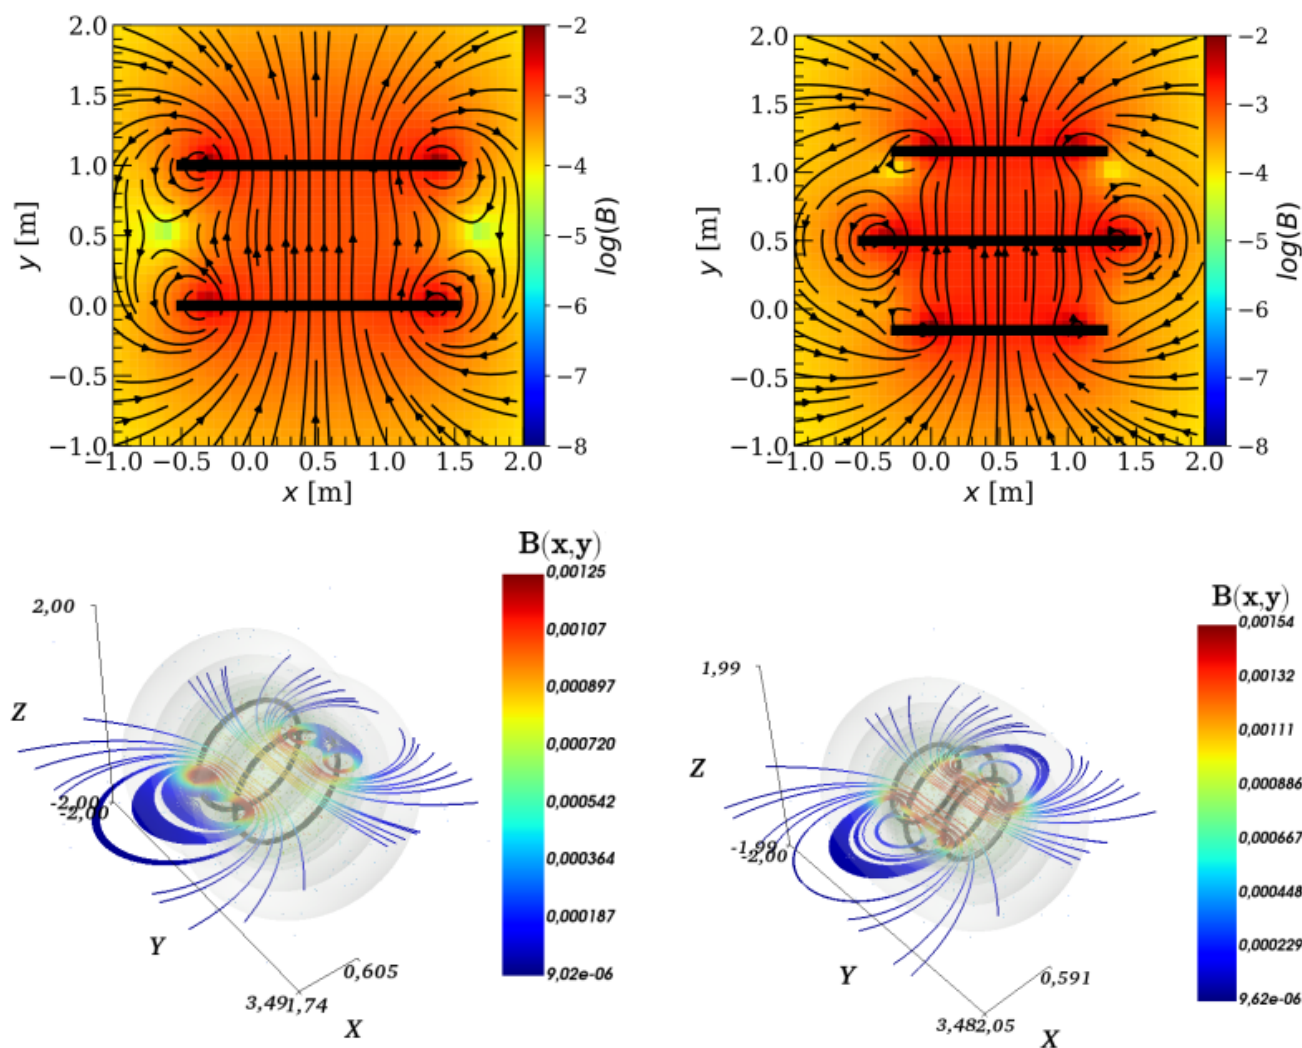 2.0
1.5
1.0
0.5
0.0
−0.5
−1.0
y [m]
−1.0 −0.5 0.0 0.5 1.0 1.5 2.0
x [m]
−2
−3
−4
−5
−6
−7
−8
log(B)
2.0
1.5
1.0
0.5
0.0
−0.5
−1.0
y [m]
−1.0 −0.5 0.0 0.5 1.0 1.5 2.0
x [m]
−2
−3
−4
−5
−6
−7
−8
log(B)
B(x,y)
0,00125
0,00107
0,000897
0,000720
0,000542
0,000364
0,000187
9,02e-06
2,00
Z
-2,00
-2,00
Y
3,491,74
0,605
X
B(x,y)
0,00154
0,00132
0,00111
0,000886
0,000667
0,000448
0,000229
9,62e-06
1,99
Z
-1,99
-2,00
Y
3,482,05
0,591
X